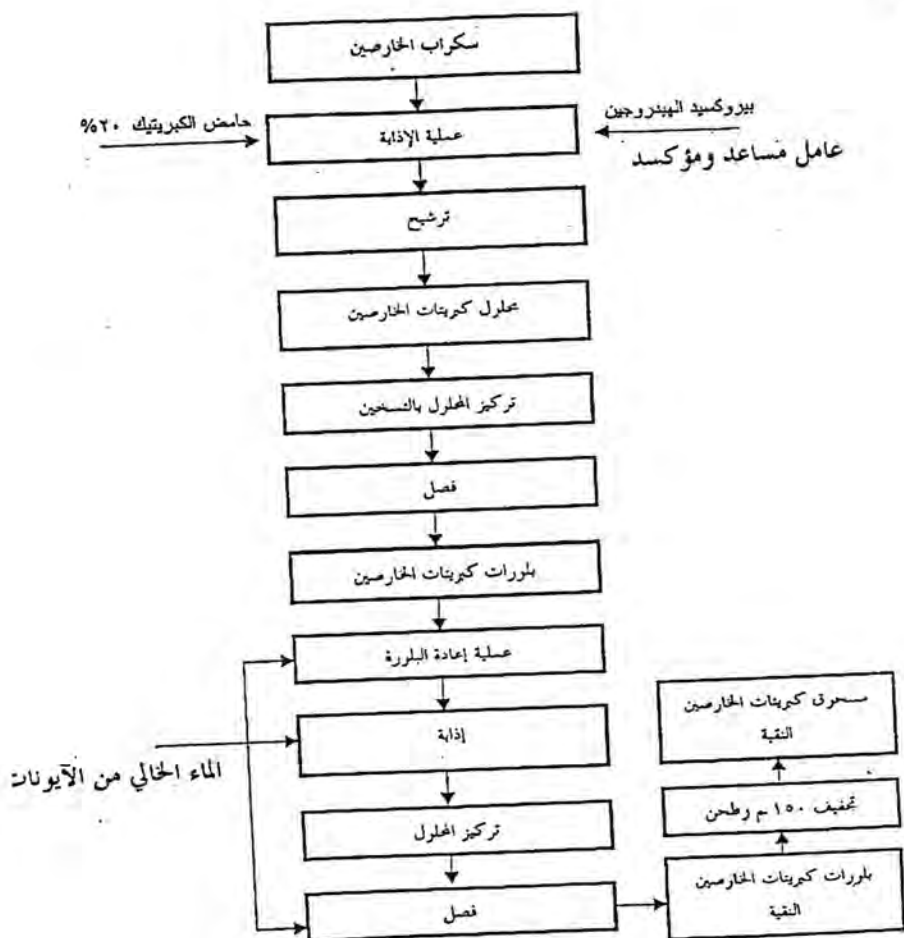 سكراب الخارصين
حامض الكبريتيك ٢٠%
بيروكسيد الهيدروجين
عامل مساعد ومؤكسد
عملية الإذابة
ترشيح
محلول كبريتات الخارصين
تركيز المحلول بالتسخين
فصل
بلورات كبريتات الخارصين
عملية إعادة البلورة
إذابة
الماء الخالي من الآيونات
تركيز المحلول
فصل
بلورات كبريتات الخارصين
النقية
تجفيف ١٥٠ م وطحن
مسحوق كبريتات الخارصين
النقية